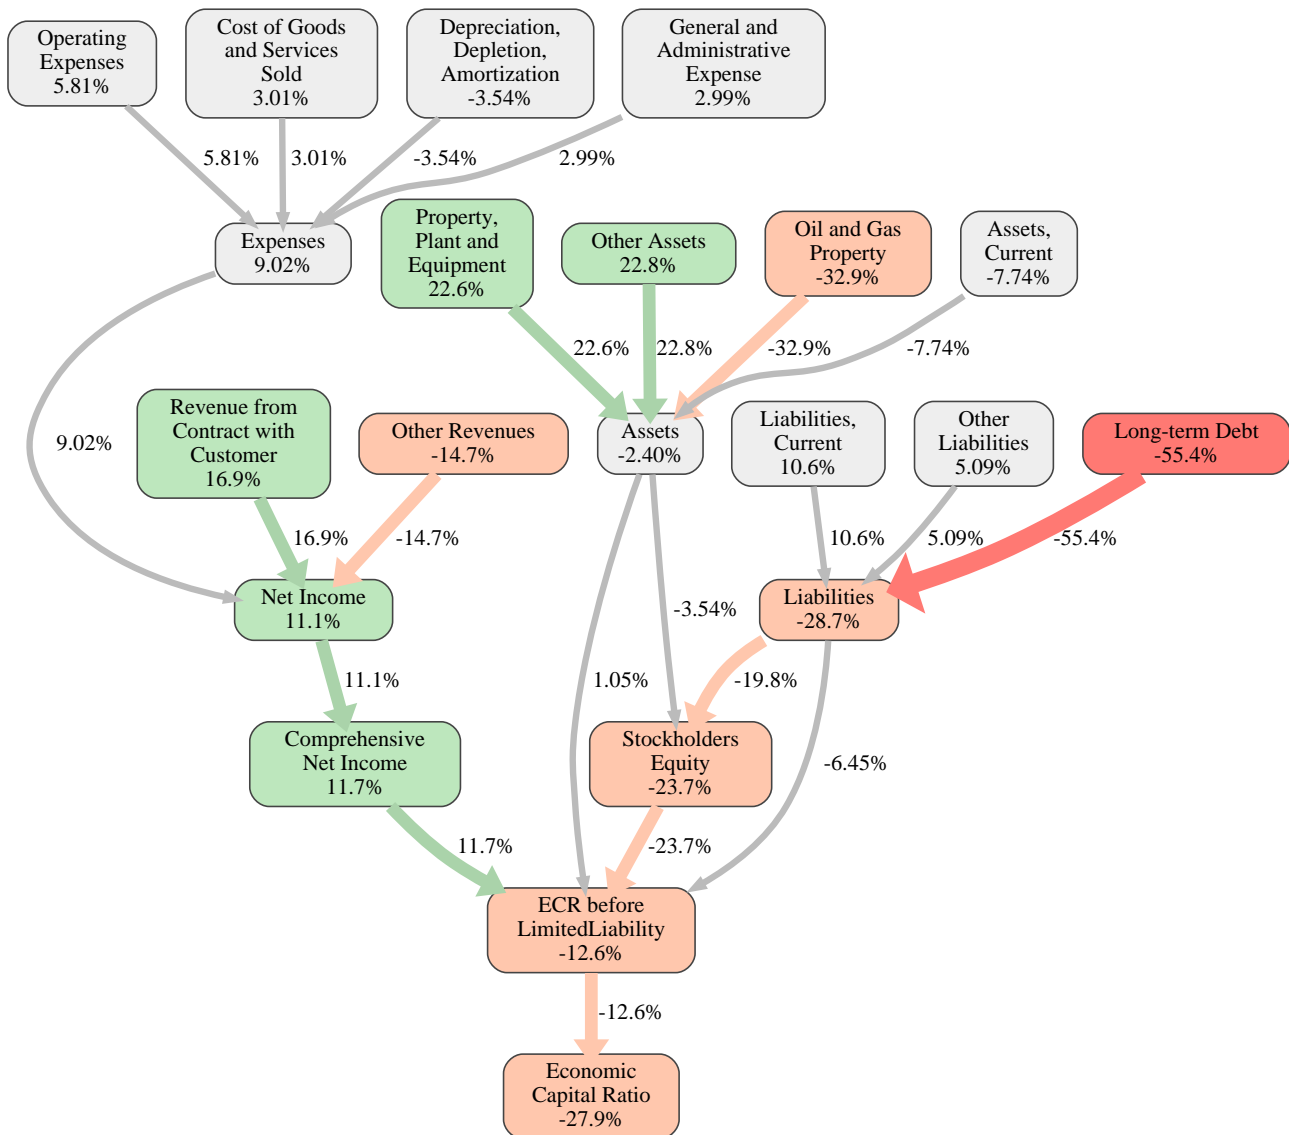 Operating
Expenses
5.81%
Cost of Goods
and Services
Sold
3.01%
Depreciation,
Depletion,
Amortization
-3.54%
General and
Administrative
Expense
2.99%
5.81%
3.01%
-3.54%
2.99%
Expenses
9.02%
Property,
Plant and
Equipment
22.6%
Other Assets
22.8%
Oil and Gas
Property
-32.9%
Assets,
Current
-7.74%
22.6%
22.8%
-32.9%
-7.74%
9.02%
Revenue from
Contract with
Customer
16.9%
Other Revenues
-14.7%
Assets
-2.40%
Liabilities,
Current
10.6%
Other
Liabilities
5.09%
Long-term Debt
-55.4%
16.9%
-14.7%
10.6%
5.09%
-55.4%
Net Income
11.1%
-3.54%
Liabilities
-28.7%
11.1%
1.05%
-19.8%
Comprehensive
Net Income
11.7%
Stockholders
Equity
-23.7%
-6.45%
11.7%
-23.7%
ECR before
LimitedLiability
-12.6%
-12.6%
Economic
Capital Ratio
-27.9%